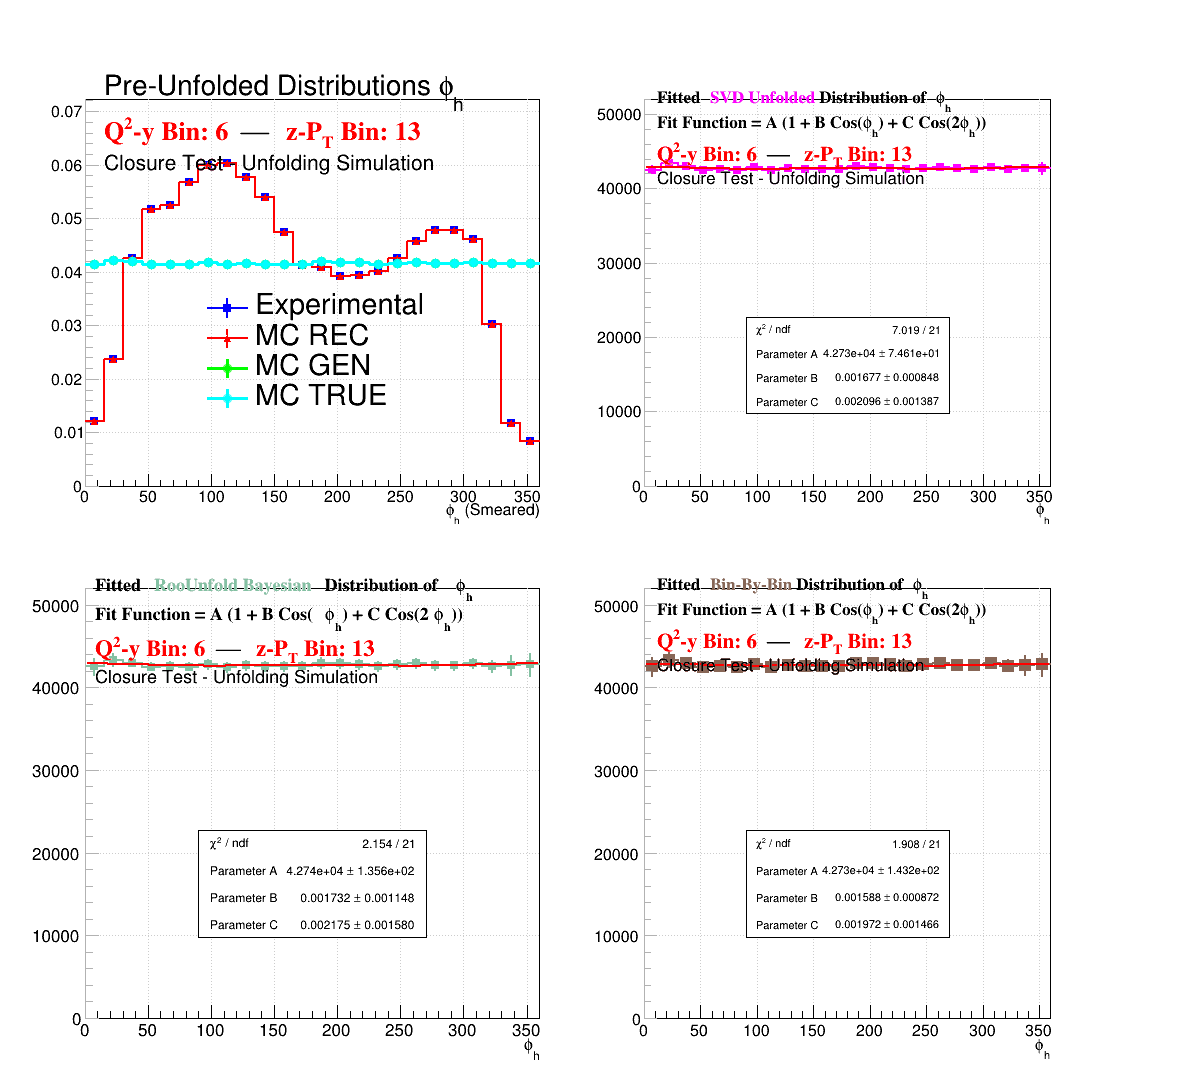 Pre-Unfolded Distributions ϕh
Q2-y Bin: 6 — z-PT Bin: 13
Closure Test - Unfolding Simulation
0.07
0.06
0.05
0.04
0.03
0.02
0.01
0
Experimental
MC REC
MC GEN
MC TRUE
0 50 100 150 200 250 300 350
ϕh (Smeared)
Fitted SVD Unfolded Distribution of ϕh
Fit Function = A (1 + B Cos(ϕh) + C Cos(2ϕh))
Q2-y Bin: 6 — z-PT Bin: 13
Closure Test - Unfolding Simulation
50000
40000
30000
20000
10000
0
χ2 / ndf 7.019 / 21
Parameter A 4.273e+04 ± 7.461e+01
Parameter B 0.001677 ± 0.000848
Parameter C 0.002096 ± 0.001387
0 50 100 150 200 250 300 350
ϕh
Fitted RooUnfold Bayesian Distribution of ϕh
Fit Function = A (1 + B Cos( ϕh) + C Cos(2 ϕh))
Q2-y Bin: 6 — z-PT Bin: 13
Closure Test - Unfolding Simulation
50000
40000
30000
20000
10000
0
χ2 / ndf 2.154 / 21
Parameter A 4.274e+04 ± 1.356e+02
Parameter B 0.001732 ± 0.001148
Parameter C 0.002175 ± 0.001580
0 50 100 150 200 250 300 350
ϕh
Fitted Bin-By-Bin Distribution of ϕh
Fit Function = A (1 + B Cos(ϕh) + C Cos(2ϕh))
Q2-y Bin: 6 — z-PT Bin: 13
Closure Test - Unfolding Simulation
50000
40000
30000
20000
10000
0
χ2 / ndf 1.908 / 21
Parameter A 4.273e+04 ± 1.432e+02
Parameter B 0.001588 ± 0.000872
Parameter C 0.001972 ± 0.001466
0 50 100 150 200 250 300 350
ϕh